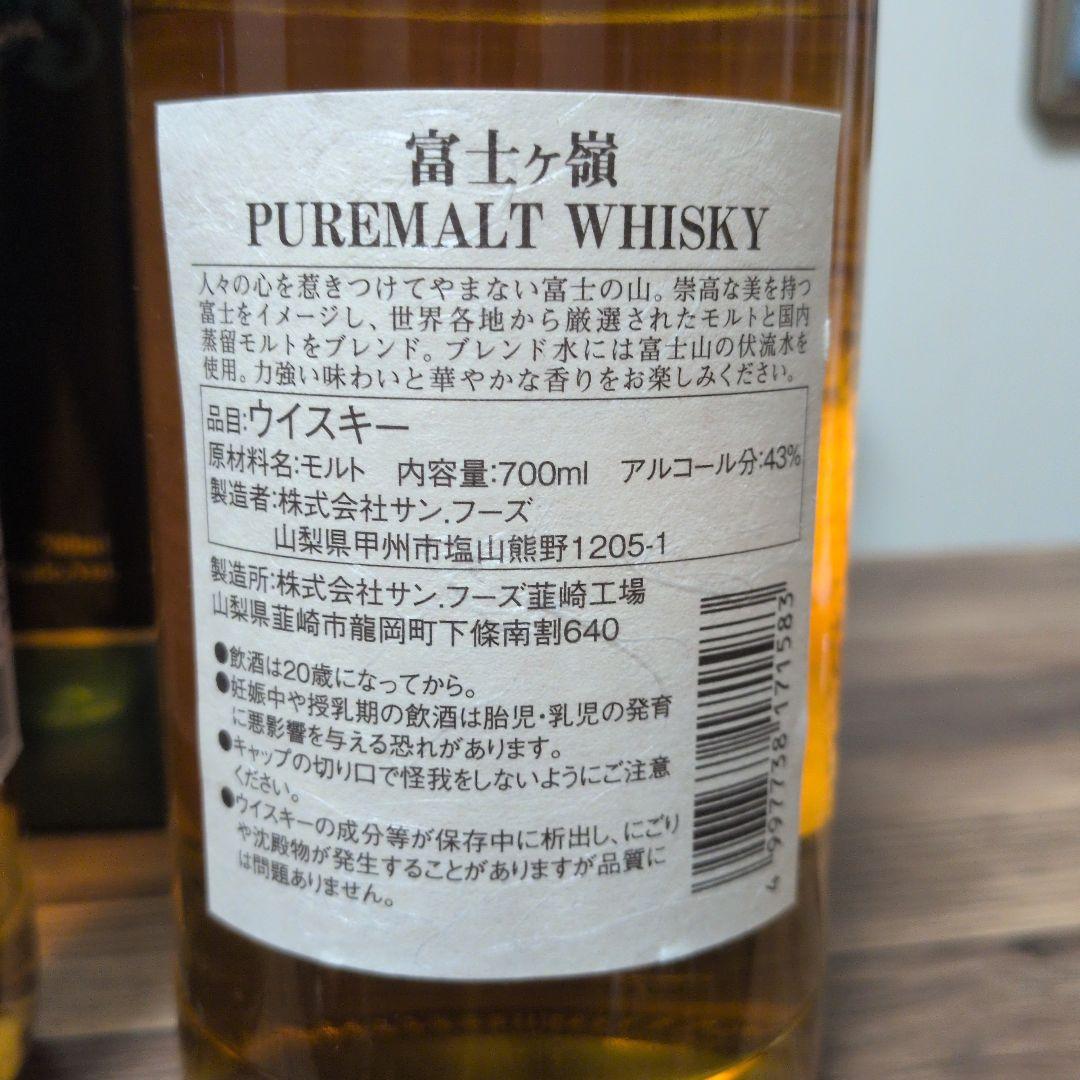 富士ヶ嶺
PUREMALT WHISKY
人々の心を惹きつけてやまない富士の山。崇高な美を持つ
富士をイメージし、世界各地から厳選されたモルトと国内
蒸留モルトをブレンド。ブレンド水には富士山の伏流水を
使用。力強い味わいと華やかな香りをお楽しみください。
品目:ウイスキー
原材料名:モルト 内容量:700ml アルコール分:43%
製造者:株式会社サン.フーズ
山梨県甲州市塩山熊野1205-1
製造所:株式会社サン.フーズ韮崎工場
山梨県韮崎市龍岡町下條南割640
●飲酒は20歳になってから。
●妊娠中や授乳期の飲酒は胎児・乳児の発育
に悪影響を与える恐れがあります。
●キャップの切り口で怪我をしないようにご注意
ください。
●ウイスキーの成分等が保存中に析出し、にごり
や沈殿物が発生することがありますが品質に
は問題ありません。
4997738171583